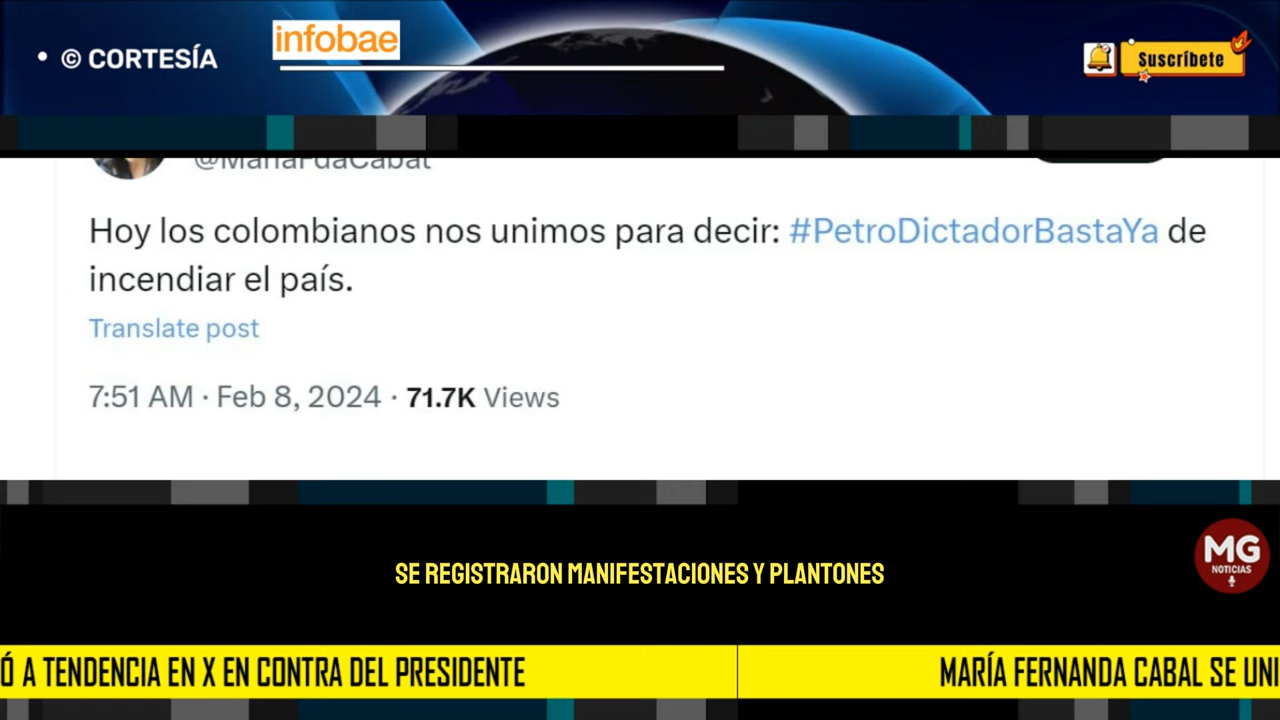 • © CORTESÍA
infobae
Suscríbete
@MariaFdaCabal
Hoy los colombianos nos unimos para decir: #PetroDictadorBastaYa de
incendiar el país.
Translate post
7:51 AM · Feb 8, 2024 · 71.7K Views
SE REGISTRARON MANIFESTACIONES Y PLANTONES
MG
NOTICIAS
Ó A TENDENCIA EN X EN CONTRA DEL PRESIDENTE
MARÍA FERNANDA CABAL SE UNI